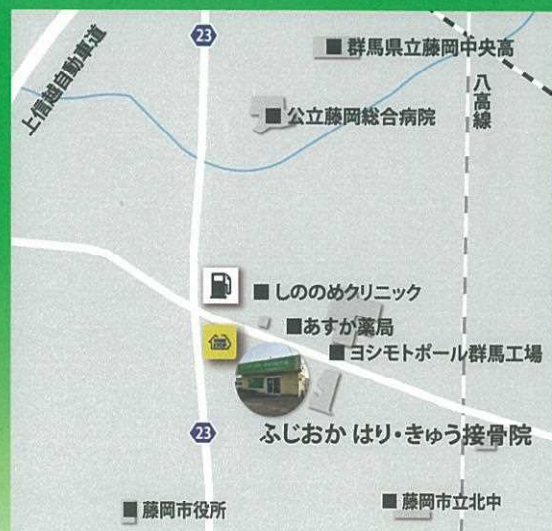 23
群馬県立藤岡中央高
上信越自動車道
八高線
公立藤岡総合病院
■しののめクリニック
■あすか薬局
■ヨシモトポール群馬工場
ふじおか はり・きゅう接骨院
23
■藤岡市役所
■藤岡市立北中